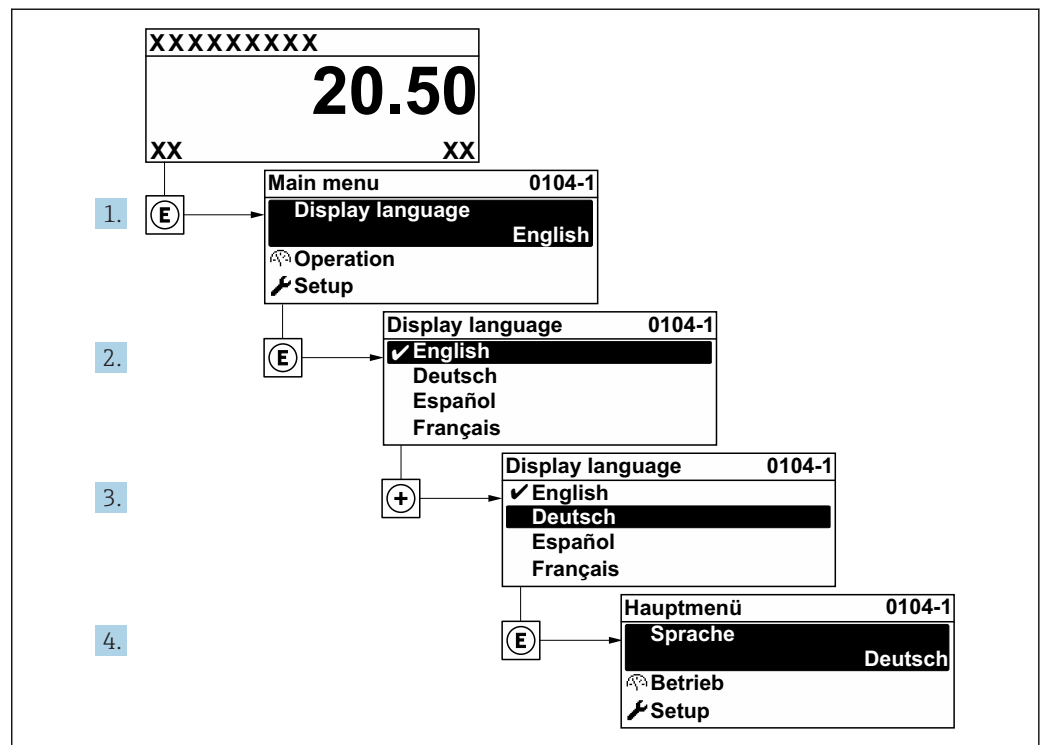 XXXXXXXXX
20.50
XX XX
1. E
Main menu 0104-1
Display language
English
Operation
Setup
2. E
Display language 0104-1
✔ English
Deutsch
Español
Français
3. +
Display language 0104-1
✔ English
Deutsch
Español
Français
4. E
Hauptmenü 0104-1
Sprache
Deutsch
Betrieb
Setup